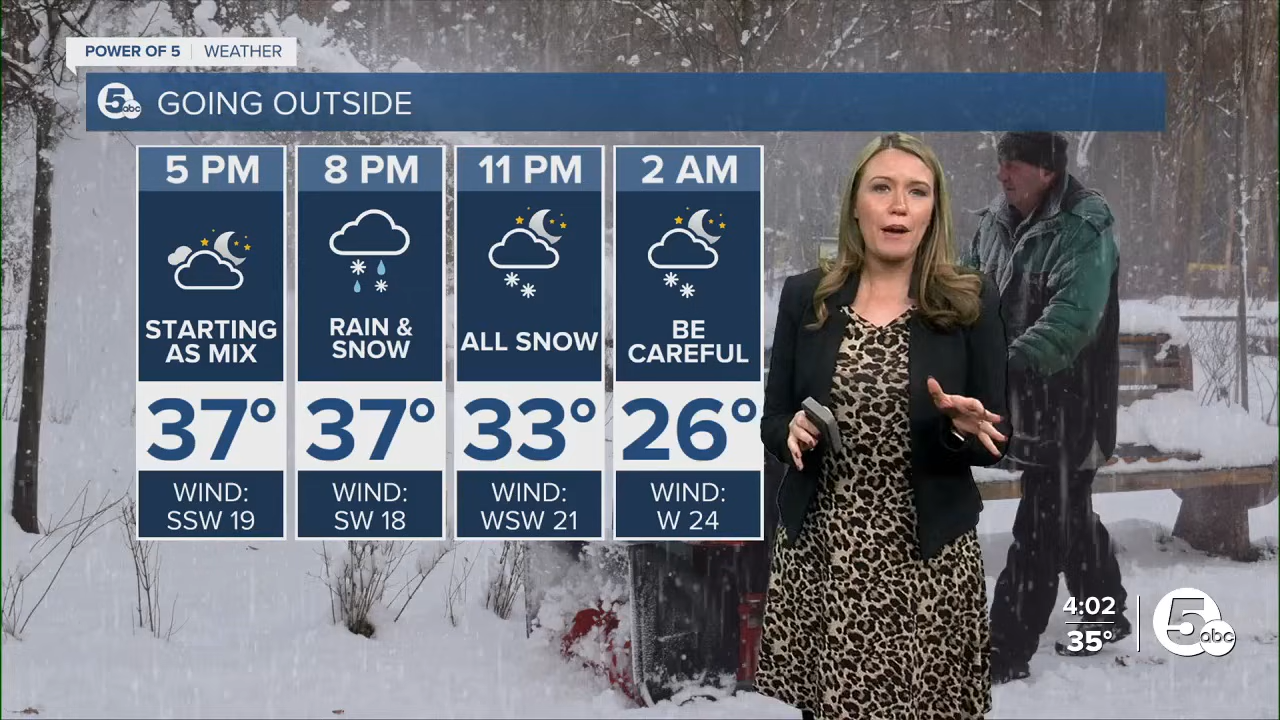 POWER OF 5 | WEATHER
5abc GOING OUTSIDE
5 PM
STARTING
AS MIX
37°
WIND:
SSW 19
8 PM
RAIN &
SNOW
37°
WIND:
SW 18
11 PM
ALL SNOW
33°
WIND:
WSW 21
2 AM
BE
CAREFUL
26°
WIND:
W 24
4:02
35°
5abc